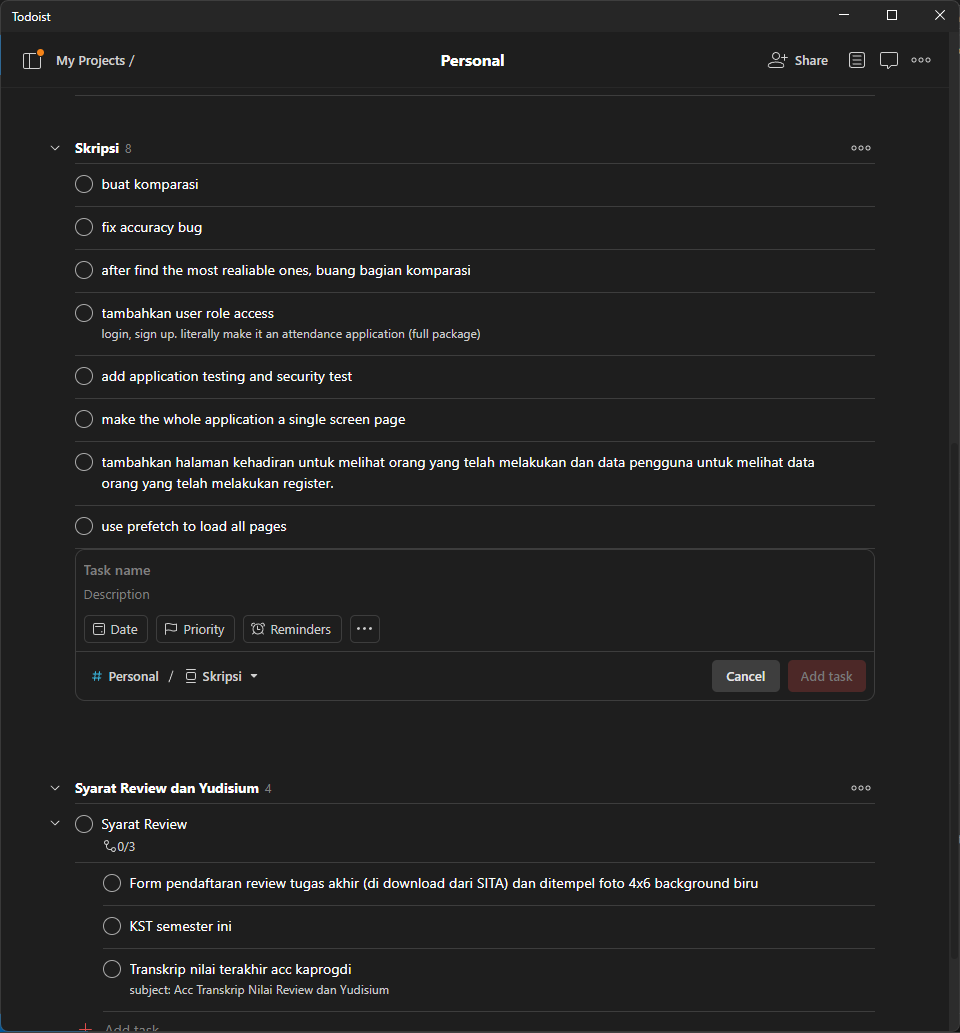 Todoist
My Projects /
Personal
Share
Skripsi 8
buat komparasi
fix accuracy bug
after find the most realiable ones, buang bagian komparasi
tambahkan user role access
login, sign up. literally make it an attendance application (full package)
add application testing and security test
make the whole application a single screen page
tambahkan halaman kehadiran untuk melihat orang yang telah melakukan dan data pengguna untuk melihat data
orang yang telah melakukan register.
use prefetch to load all pages
Task name
Description
Date
Priority
Reminders
# Personal / Skripsi
Cancel
Add task
Syarat Review dan Yudisium 4
Syarat Review
0/3
Form pendaftaran review tugas akhir (di download dari SITA) dan ditempel foto 4x6 background biru
KST semester ini
Transkrip nilai terakhir acc kaprogdi
subject: Acc Transkrip Nilai Review dan Yudisium
Add task